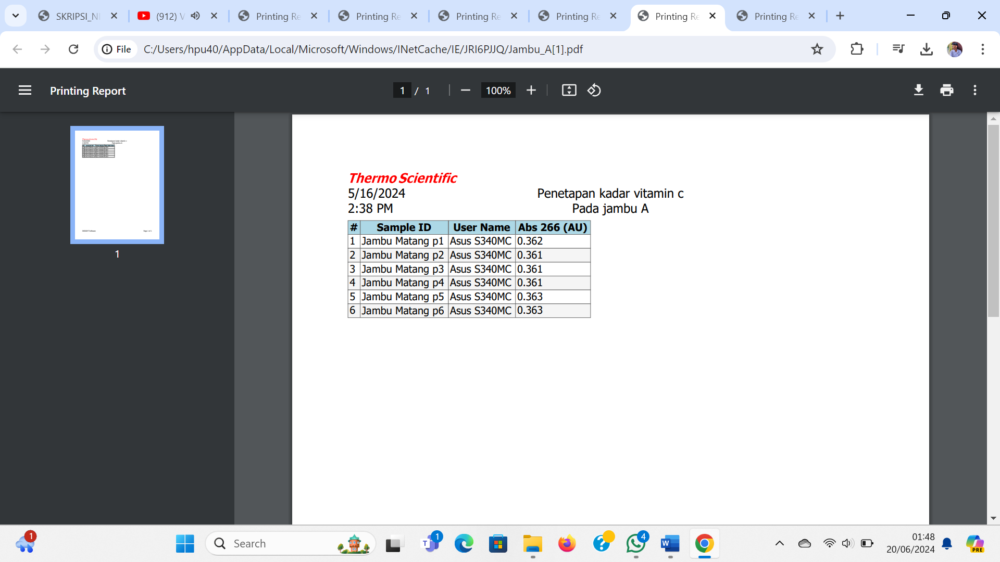 SKRIPSI_NI
(912) V
Printing Re
Printing Re
Printing Re
Printing Re
Printing Re
Printing Re
File
C:/Users/hpu40/AppData/Local/Microsoft/Windows/INetCache/IE/JRI6PJJQ/Jambu_A[1].pdf
Printing Report
1 / 1
100%
1
Thermo Scientific
5/16/2024 Penetapan kadar vitamin c
2:38 PM Pada jambu A
# Sample ID User Name Abs 266 (AU)
1 Jambu Matang p1 Asus S340MC 0.362
2 Jambu Matang p2 Asus S340MC 0.361
3 Jambu Matang p3 Asus S340MC 0.361
4 Jambu Matang p4 Asus S340MC 0.361
5 Jambu Matang p5 Asus S340MC 0.363
6 Jambu Matang p6 Asus S340MC 0.363
1
Search
T 1
4
W
PRE
01:48
20/06/2024